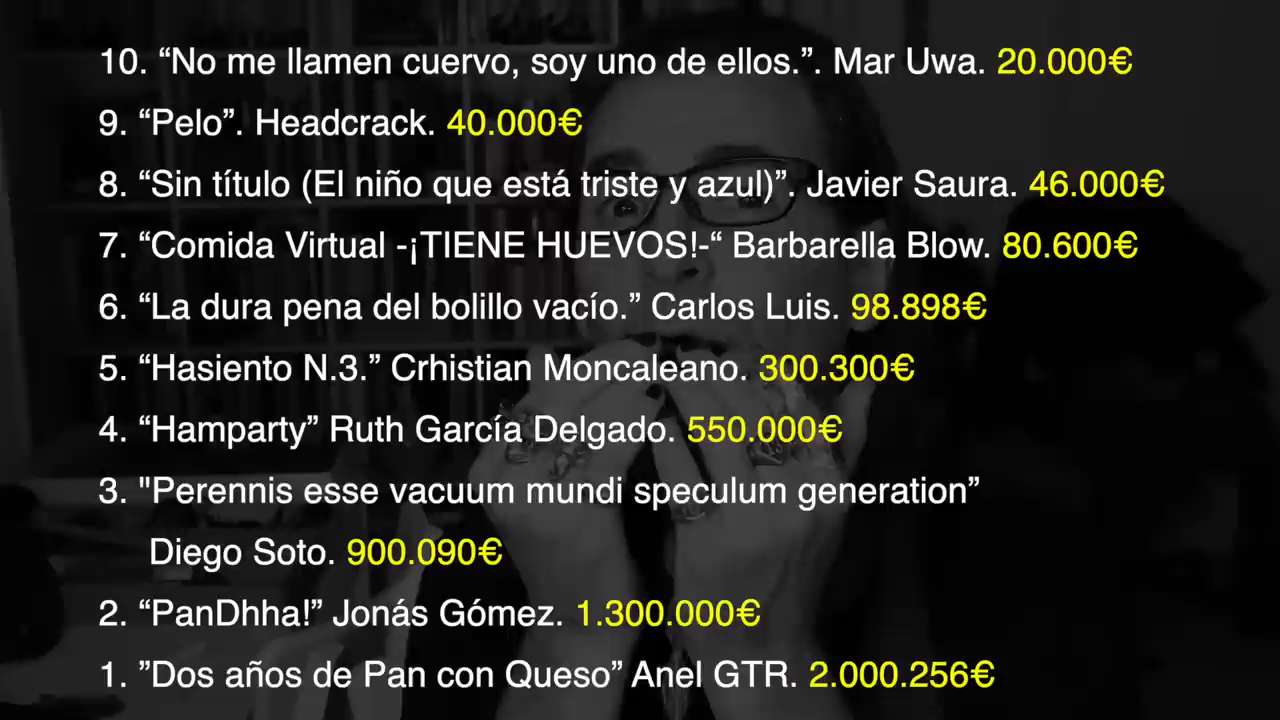 10. “No me llamen cuervo, soy uno de ellos.”. Mar Uwa. 20.000€
9. “Pelo”. Headcrack. 40.000€
8. “Sin título (El niño que está triste y azul)”. Javier Saura. 46.000€
7. “Comida Virtual -¡TIENE HUEVOS!-“ Barbarella Blow. 80.600€
6. “La dura pena del bolillo vacío.” Carlos Luis. 98.898€
5. “Hasiento N.3.” Crhistian Moncaleano. 300.300€
4. “Hamparty” Ruth García Delgado. 550.000€
3. "Perennis esse vacuum mundi speculum generation”
Diego Soto. 900.090€
2. “PanDhha!” Jonás Gómez. 1.300.000€
1. ”Dos años de Pan con Queso” Anel GTR. 2.000.256€